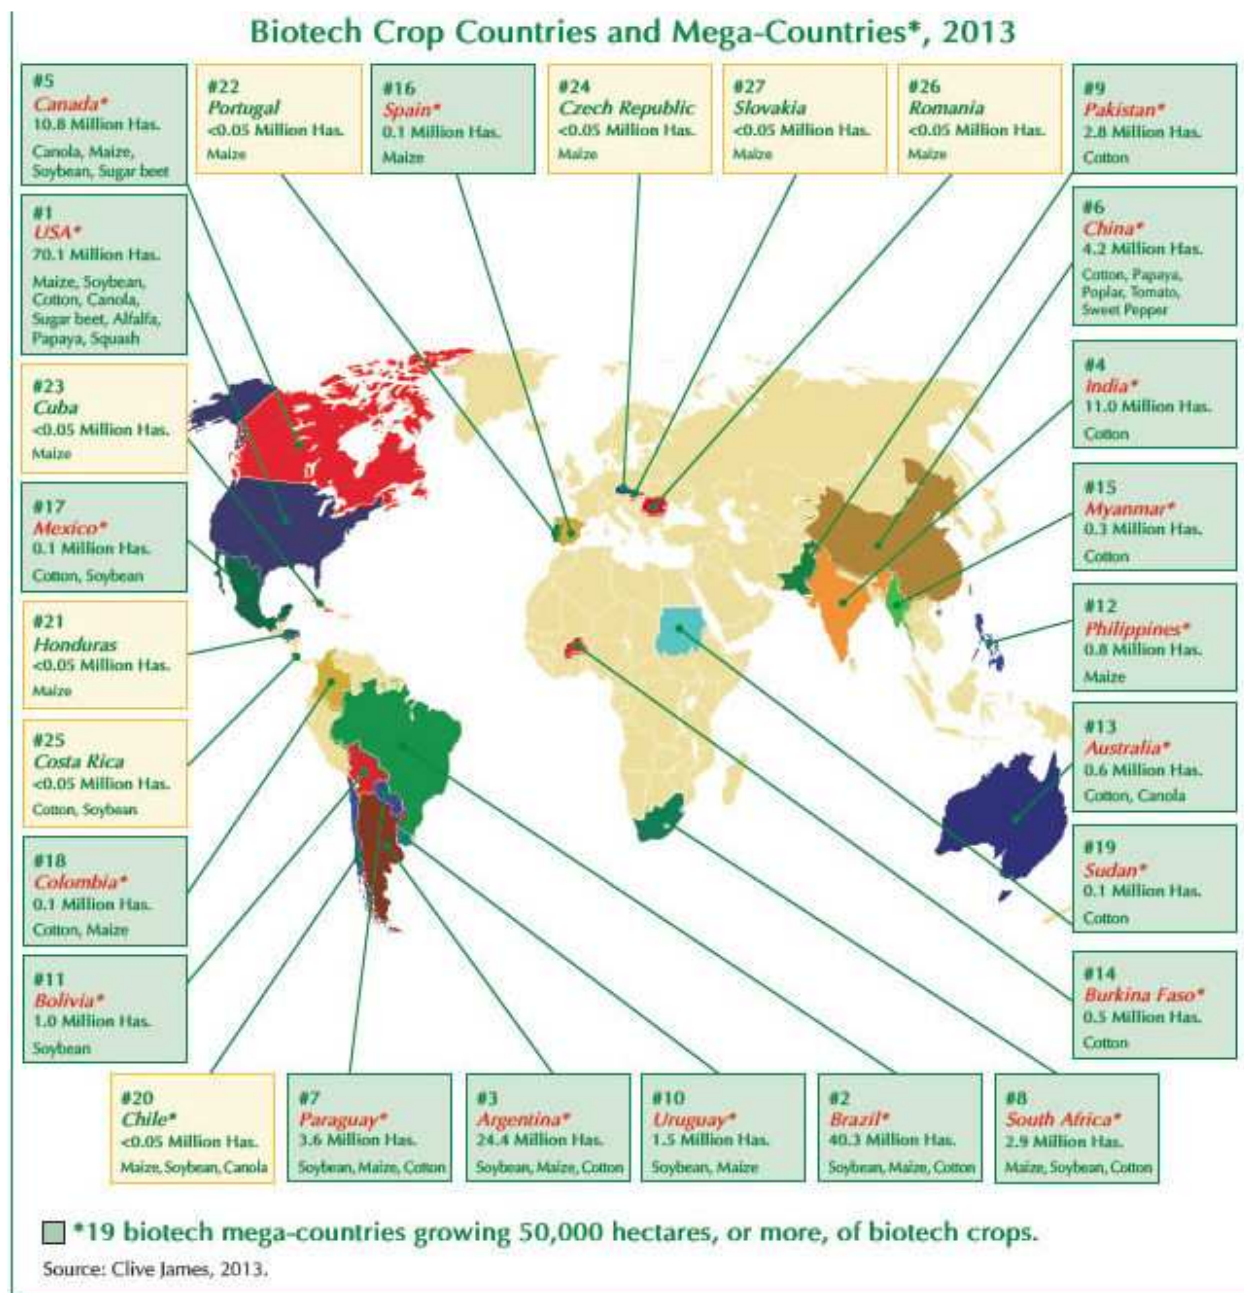 Biotech Crop Countries and Mega-Countries*, 2013
#5
Canada*
10.8 Million Has.
Canola, Maize,
Soybean, Sugar beet
#22
Portugal
<0.05 Million Has.
Maize
#16
Spain*
0.1 Million Has.
Maize
#24
Czech Republic
<0.05 Million Has.
Maize
#27
Slovakia
<0.05 Million Has.
Maize
#26
Romania
<0.05 Million Has.
Maize
#9
Pakistan*
2.8 Million Has.
Cotton
#1
USA*
70.1 Million Has.
Maize, Soybean,
Cotton, Canola,
Sugar beet, Alfalfa,
Papaya, Squash
#6
China*
4.2 Million Has.
Cotton, Papaya,
Poplar, Tomato,
Sweet Pepper
#23
Cuba
<0.05 Million Has.
Maize
#4
India*
11.0 Million Has.
Cotton
#17
Mexico*
0.1 Million Has.
Cotton, Soybean
#15
Myanmar*
0.3 Million Has.
Cotton
#21
Honduras
<0.05 Million Has.
Maize
#12
Philippines*
0.8 Million Has.
Maize
#25
Costa Rica
<0.05 Million Has.
Cotton, Soybean
#13
Australia*
0.6 Million Has.
Cotton, Canola
#18
Colombia*
0.1 Million Has.
Cotton, Maize
#19
Sudan*
0.1 Million Has.
Cotton
#11
Bolivia*
1.0 Million Has.
Soybean
#14
Burkina Faso*
0.5 Million Has.
Cotton
#20
Chile*
<0.05 Million Has.
Maize, Soybean, Canola
#7
Paraguay*
3.6 Million Has.
Soybean, Maize, Cotton
#3
Argentina*
24.4 Million Has.
Soybean, Maize, Cotton
#10
Uruguay*
1.5 Million Has.
Soybean, Maize
#2
Brazil*
40.3 Million Has.
Soybean, Maize, Cotton
#8
South Africa*
2.9 Million Has.
Maize, Soybean, Cotton
*19 biotech mega-countries growing 50,000 hectares, or more, of biotech crops.
Source: Clive James, 2013.